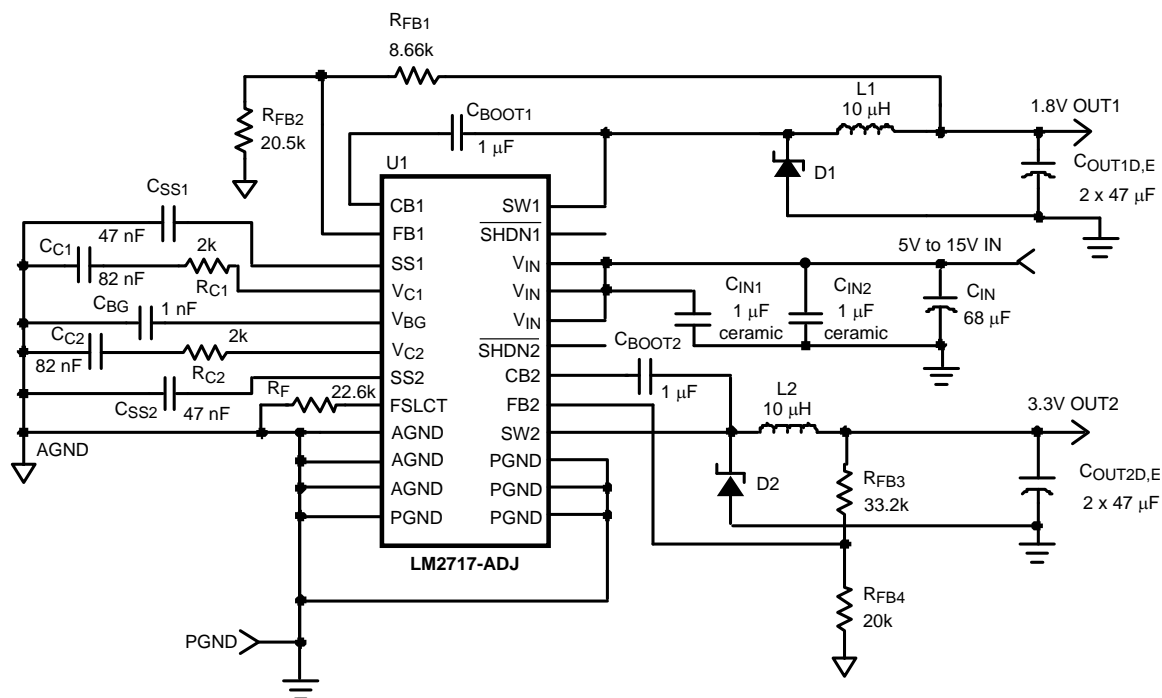 RFB1
8.66k
RFB2
20.5k
CBOOT1
1 μF
L1
10 μH
1.8V OUT1
D1
COUT1D,E
2 x 47 μF
U1
CSS1
47 nF
CC1
82 nF
2k
RC1
CBG
1 nF
CC2
82 nF
2k
RC2
CSS2
47 nF
RF
22.6k
AGND
PGND
CB1
FB1
SS1
VC1
VBG
VC2
SS2
FSLCT
AGND
AGND
AGND
PGND
SW1
SHDN1
VIN
VIN
VIN
SHDN2
CB2
FB2
SW2
PGND
PGND
PGND
LM2717-ADJ
5V to 15V IN
CIN1
1 μF
ceramic
CIN2
1 μF
ceramic
CIN
68 μF
CBOOT2
1 μF
L2
10 μH
3.3V OUT2
D2
RFB3
33.2k
COUT2D,E
2 x 47 μF
RFB4
20k